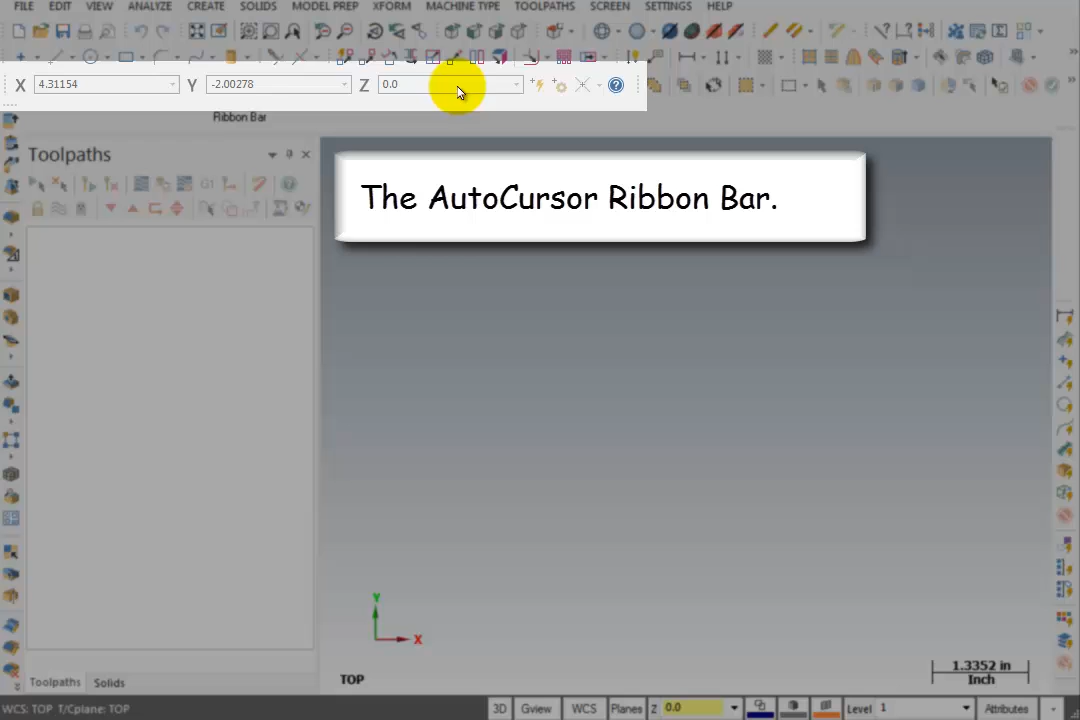 FILE EDIT VIEW ANALYZE CREATE SOLIDS MODEL PREP XFORM MACHINE TYPE TOOLPATHS SCREEN SETTINGS HELP
X 4.31154 Y -2.00278 Z 0.0
Ribbon Bar
Toolpaths
G1
The AutoCursor Ribbon Bar.
Y
X
TOP
1.3352 in
Inch
Toolpaths Solids
WCS: TOP T/Cplane: TOP 3D Gview WCS Planes Z 0.0 Level 1 Attributes